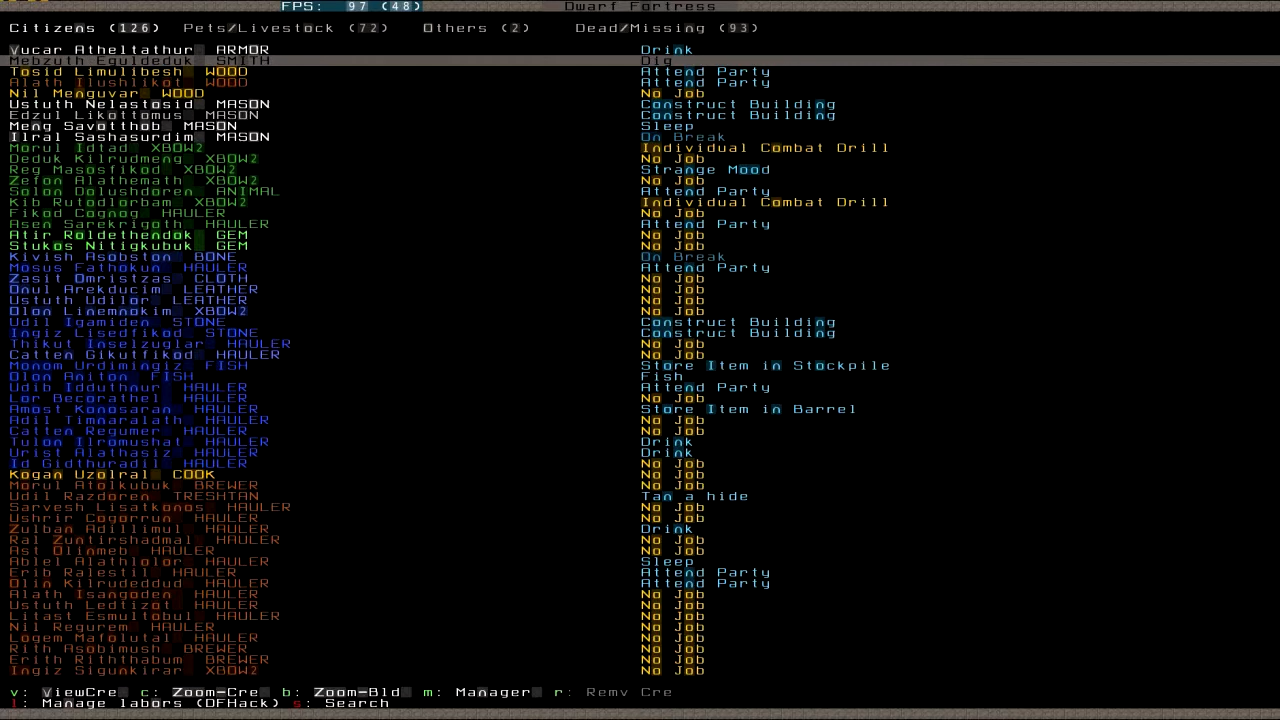 FPS: 97 (48) Dwarf Fortress
Citizens (126) Pets/Livestock (72) Others (2) Dead/Missing (93)
Vucar Atheltathur ARMOR Drink
Mebzuth Eguldeduk SMITH Dig
Tosid Limulibesh WOOD Attend Party
Alath Ilushlikot WOOD Attend Party
Nil Menguvar WOOD No Job
Ustuth Nelastosid MASON Construct Building
Edzul Likottomus MASON Construct Building
Meng Savotthob MASON Sleep
Ilral Sashasurdim MASON On Break
Morul Idtad XBOW2 Individual Combat Drill
Deduk Kilrudmeng XBOW2 No Job
Reg Masosfikod XBOW2 Strange Mood
Zefon Alathemath XBOW2 No Job
Solon Dolushdoren ANIMAL Attend Party
Kib Rutodlorbam XBOW2 Individual Combat Drill
Fikod Cognog HAULER No Job
Asen Sarekrigoth HAULER Attend Party
Atir Roldethendok GEM No Job
Stukos Nitigkubuk GEM No Job
Kivish Asobston BONE On Break
Mosus Fathokun HAULER Attend Party
Zasit Omristzas CLOTH No Job
Onul Arekducim LEATHER No Job
Ustuth Udilor LEATHER No Job
Olon Linemnokim XBOW2 No Job
Udil Igamiden STONE Construct Building
Ingiz Lisedfikod STONE Construct Building
Thikut Inselzuglar HAULER No Job
Catten Gikutfikod HAULER No Job
Monom Urdimingiz FISH Store Item in Stockpile
Olon Aniton FISH Fish
Udib Idduthnur HAULER Attend Party
Lor Becorathel HAULER No Job
Amost Konosaran HAULER Store Item in Barrel
Adil Timnaralath HAULER No Job
Catten Regumer HAULER No Job
Tulon Ilromushat HAULER Drink
Urist Alathasiz HAULER Drink
Id Gidthuradil HAULER No Job
Kogan Uzolral COOK No Job
Morul Atolkubuk BREWER No Job
Udil Razdoren TRESHTAN Tan a hide
Sarvesh Lisatkonos HAULER No Job
Ushrir Cogorrun HAULER No Job
Zulban Adillimul HAULER Drink
Ral Zuntirshadmal HAULER No Job
Ast Olinmeb HAULER No Job
Ablel Alathlolor HAULER Sleep
Erib Ralestil HAULER Attend Party
Olin Kilrudeddud HAULER Attend Party
Alath Isangoden HAULER No Job
Ustuth Ledtizot HAULER No Job
Litast Esmultobul HAULER No Job
Nil Regurem HAULER No Job
Logem Mafolutal HAULER No Job
Rith Asobimush BREWER No Job
Erith Riththabum BREWER No Job
Ingiz Sigunkirar XBOW2 No Job
v: ViewCre c: Zoom-Cre b: Zoom-Bld m: Manager r: Remv Cre
l: Manage labors (DFHack) s: Search